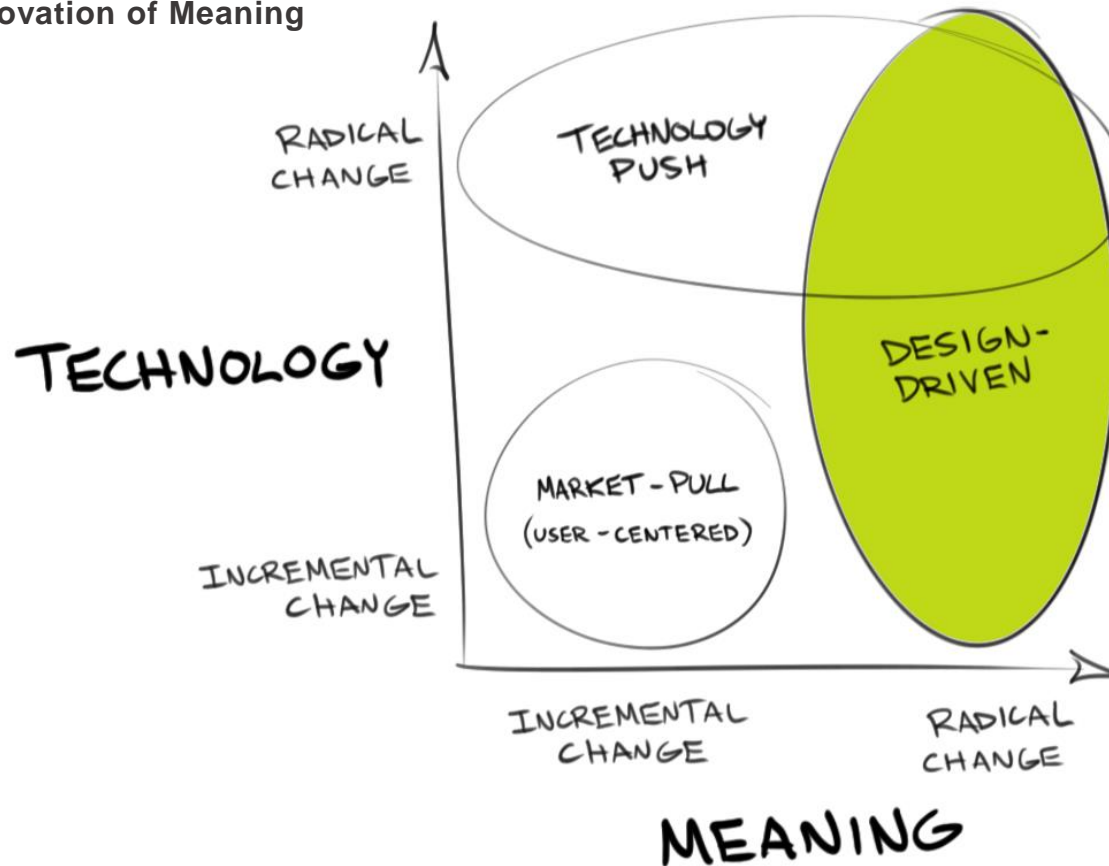 ovation of Meaning
RADICAL
CHANGE
TECHNOLOGY
PUSH
TECHNOLOGY
DESIGN-
DRIVEN
MARKET-PULL
(USER-CENTERED)
INCREMENTAL
CHANGE
INCREMENTAL
CHANGE
RADICAL
CHANGE
MEANING